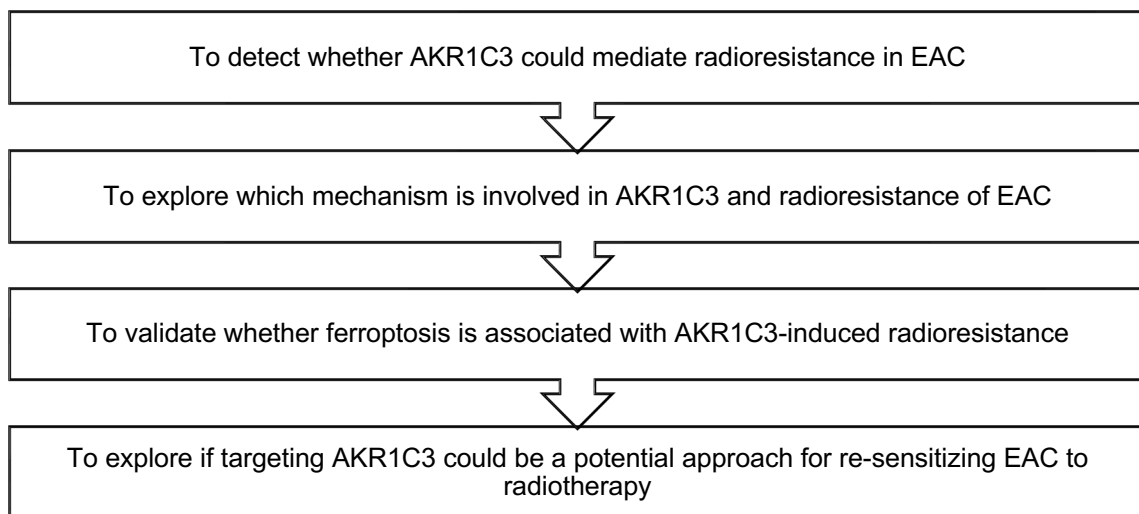 To detect whether AKR1C3 could mediate radioresistance in EAC
To explore which mechanism is involved in AKR1C3 and radioresistance of EAC
To validate whether ferroptosis is associated with AKR1C3-induced radioresistance
To explore if targeting AKR1C3 could be a potential approach for re-sensitizing EAC to
radiotherapy